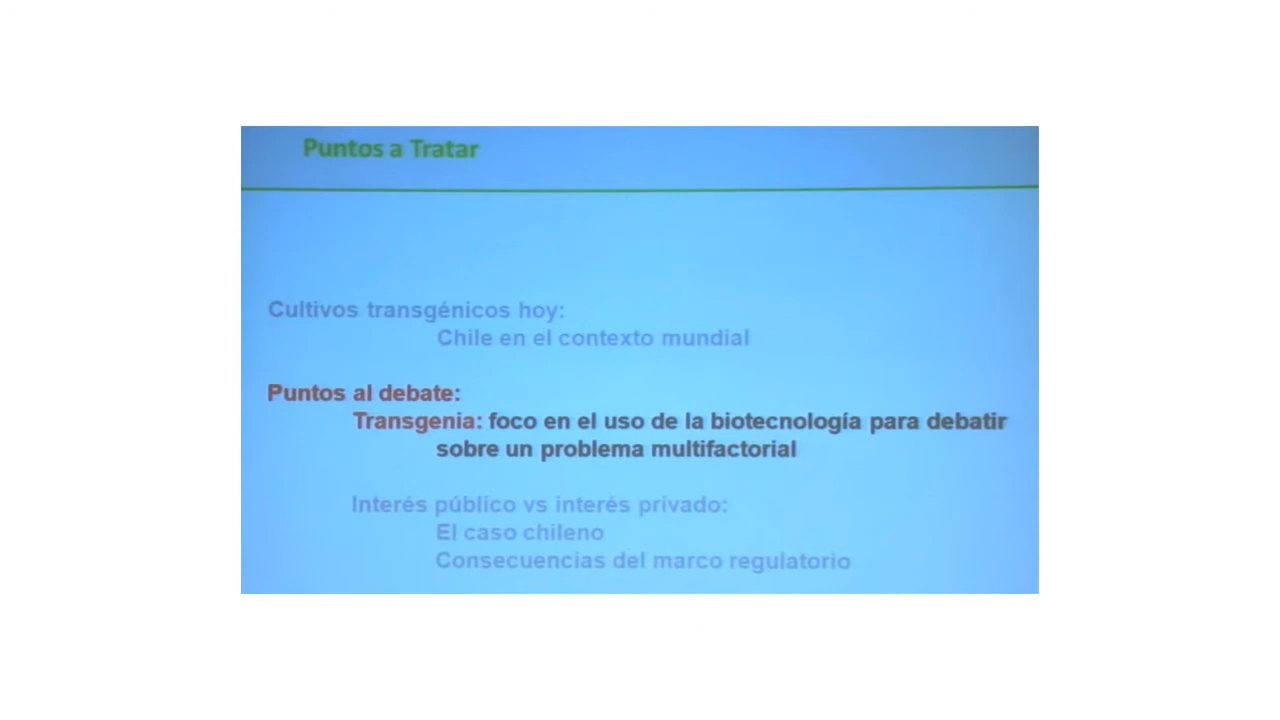 Puntos a Tratar
Cultivos transgénicos hoy:
Chile en el contexto mundial
Puntos al debate:
Transgenia: foco en el uso de la biotecnología para debatir
sobre un problema multifactorial
Interés público vs interés privado:
El caso chileno
Consecuencias del marco regulatorio